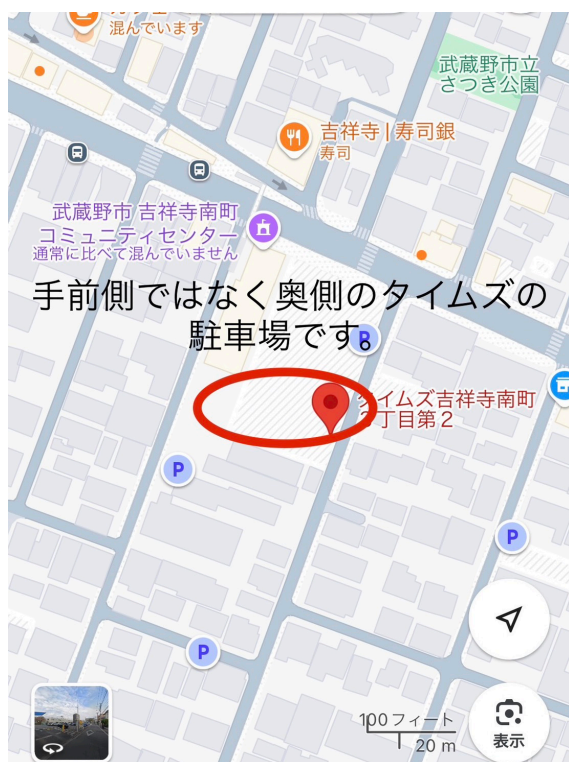 混んでいます
武蔵野市立
さつき公園
吉祥寺 | 寿司銀
寿司
武蔵野市 吉祥寺南町
コミュニティセンター
通常に比べて混んでいません
手前側ではなく奥側のタイムズの
駐車場です。
P
タイムズ吉祥寺南町
3丁目第2
P
P
P
100 フィート
20 m
表示